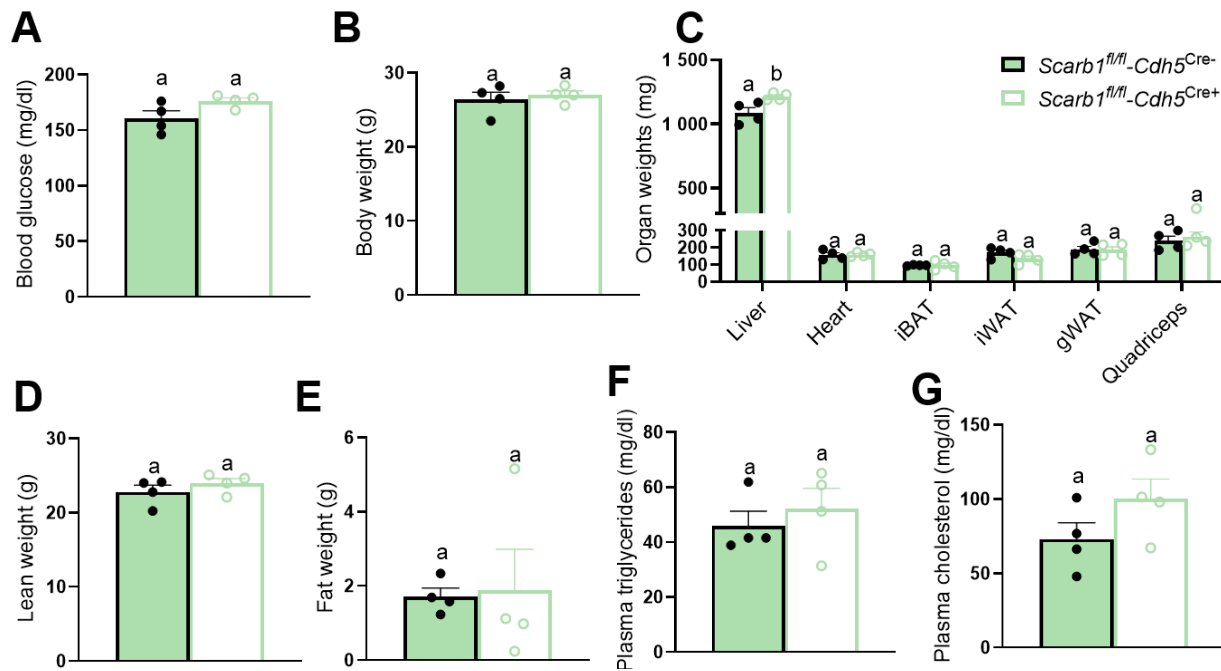 A
Blood glucose (mg/dl)
200
150
100
50
0
a a
B
Body weight (g)
30
20
10
0
a a
C
Organ weights (mg)
1 500
1 000
500
300
200
100
0
a b
a a
a a
a a
a a
a a
Liver
Heart
iBAT
iWAT
gWAT
Quadriceps
Scarb1fl/fl-Cdh5Cre-
Scarb1fl/fl-Cdh5Cre+
D
Lean weight (g)
30
20
10
0
a a
E
Fat weight (g)
6
4
2
0
a a
F
Plasma triglycerides (mg/dl)
80
60
40
20
0
a a
G
Plasma cholesterol (mg/dl)
150
100
50
0
a a